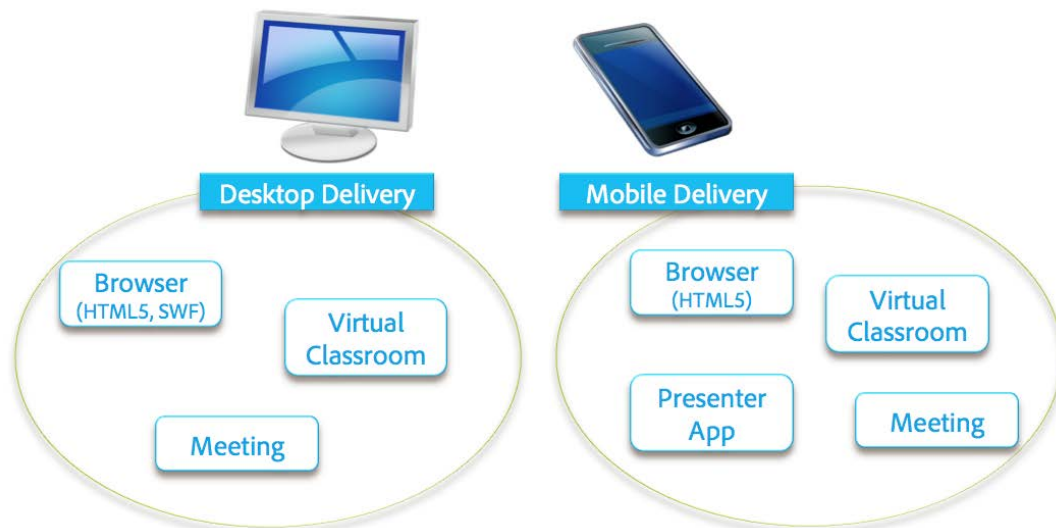 Desktop Delivery
Browser
(HTML5, SWF)
Virtual
Classroom
Meeting
Mobile Delivery
Browser
(HTML5)
Virtual
Classroom
Presenter
App
Meeting